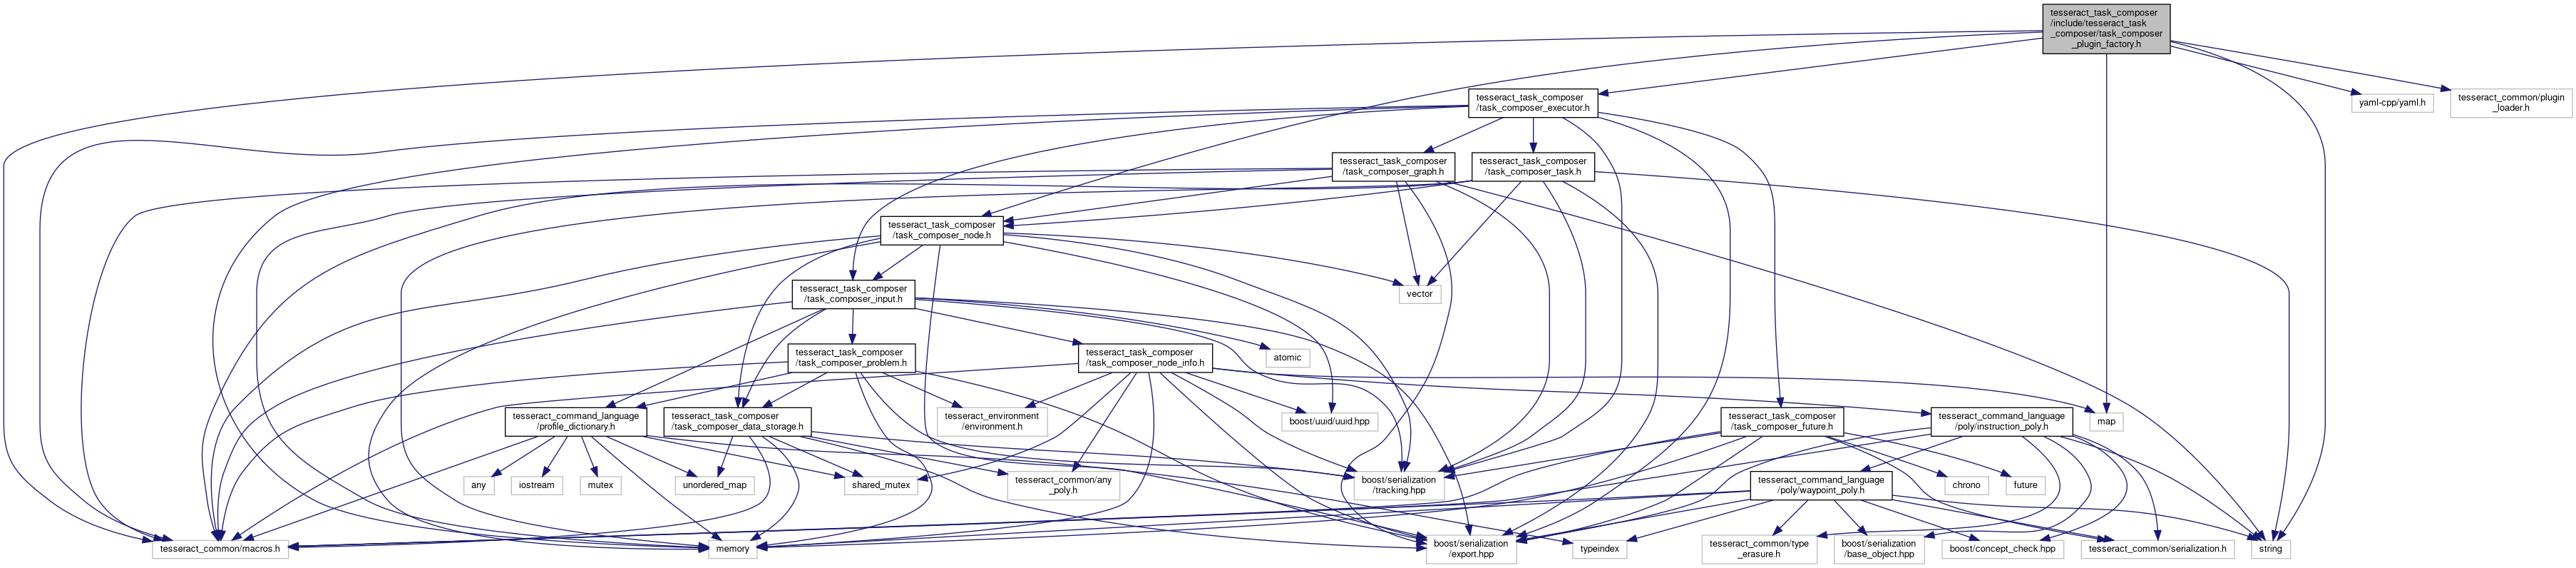 tesseract_task_composer
/include/tesseract_task
_composer/task_composer
_plugin_factory.h
tesseract_task_composer
/task_composer_executor.h
yaml-cpp/yaml.h
tesseract_common/plugin
_loader.h
tesseract_task_composer
/task_composer_graph.h
tesseract_task_composer
/task_composer_task.h
tesseract_task_composer
/task_composer_node.h
tesseract_task_composer
/task_composer_input.h
vector
tesseract_task_composer
/task_composer_problem.h
tesseract_task_composer
/task_composer_node_info.h
atomic
tesseract_command_language
/profile_dictionary.h
tesseract_task_composer
/task_composer_data_storage.h
tesseract_environment
/environment.h
boost/uuid/uuid.hpp
tesseract_task_composer
/task_composer_future.h
tesseract_command_language
/poly/instruction_poly.h
map
any
iostream
mutex
unordered_map
shared_mutex
tesseract_common/any
_poly.h
boost/serialization
/tracking.hpp
tesseract_command_language
/poly/waypoint_poly.h
chrono
future
tesseract_common/macros.h
memory
boost/serialization
/export.hpp
typeindex
tesseract_common/type
_erasure.h
boost/serialization
/base_object.hpp
boost/concept_check.hpp
tesseract_common/serialization.h
string